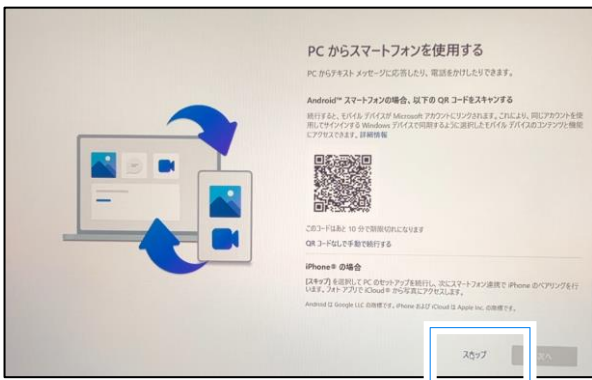 PC からスマートフォンを使用する
PC からテキスト メッセージに応答したり、電話をかけたりできます。
Android™ スマートフォンの場合、以下の QR コードをスキャンする
続行すると、モバイル デバイスが Microsoft アカウントにリンクされます。これにより、同じアカウントを使
用してサインインする Windows デバイスで同期するように選択したモバイル デバイスのコンテンツと機能
にアクセスできます。詳細情報
このコードはあと 10 分で期限切れになります
QR コードなしで手動で続行する
iPhone® の場合
[スキップ] を選択して PC のセットアップを続行し、次にスマートフォン連携で iPhone のペアリングを行
います。フォト アプリで iCloud® から写真にアクセスします。
Android は Google LLC の商標です。iPhone および iCloud は Apple Inc. の商標です。
スキップ
次へ